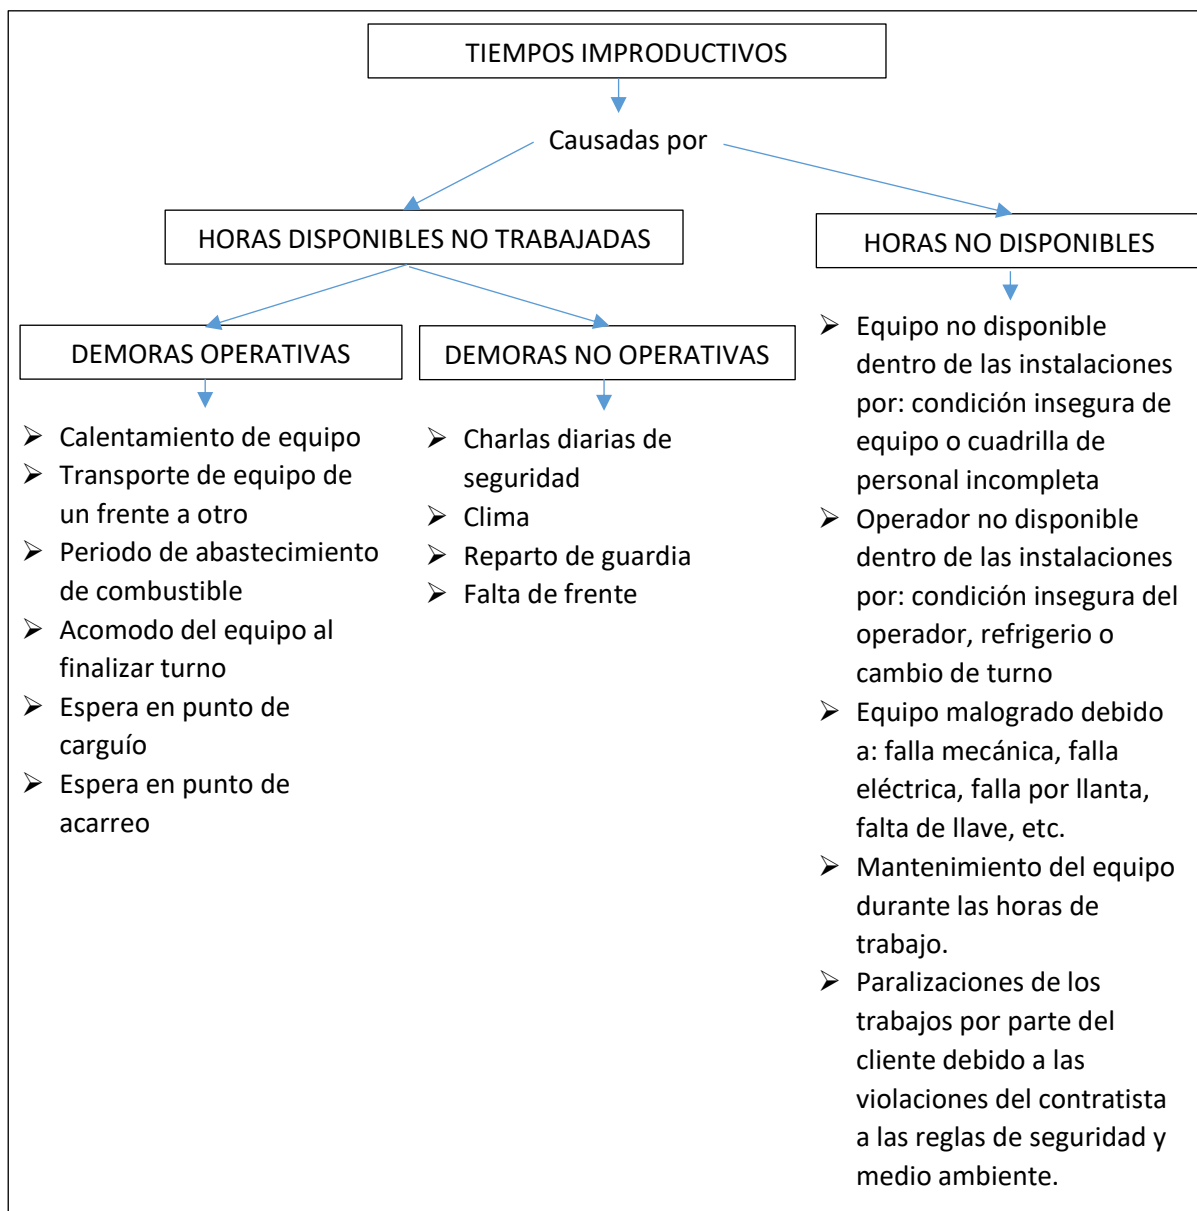 TIEMPOS IMPRODUCTIVOS
Causadas por
HORAS DISPONIBLES NO TRABAJADAS
HORAS NO DISPONIBLES
DEMORAS OPERATIVAS
DEMORAS NO OPERATIVAS
➢ Calentamiento de equipo
➢ Transporte de equipo de
un frente a otro
➢ Periodo de abastecimiento
de combustible
➢ Acomodo del equipo al
finalizar turno
➢ Espera en punto de
carguío
➢ Espera en punto de
acarreo
➢ Charlas diarias de
seguridad
➢ Clima
➢ Reparto de guardia
➢ Falta de frente
➢ Equipo no disponible
dentro de las instalaciones
por: condición insegura de
equipo o cuadrilla de
personal incompleta
➢ Operador no disponible
dentro de las instalaciones
por: condición insegura del
operador, refrigerio o
cambio de turno
➢ Equipo malogrado debido
a: falla mecánica, falla
eléctrica, falla por llanta,
falta de llave, etc.
➢ Mantenimiento del equipo
durante las horas de
trabajo.
➢ Paralizaciones de los
trabajos por parte del
cliente debido a las
violaciones del contratista
a las reglas de seguridad y
medio ambiente.